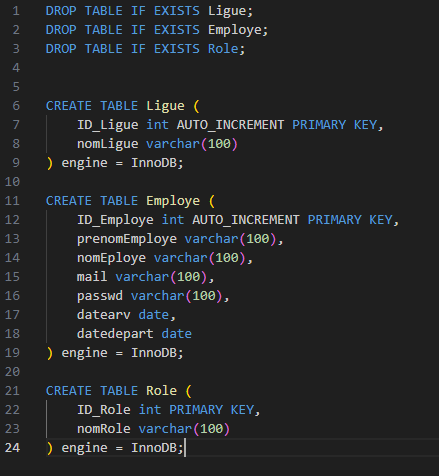 1 DROP TABLE IF EXISTS Ligue;
2 DROP TABLE IF EXISTS Employe;
3 DROP TABLE IF EXISTS Role;
4
5
6 CREATE TABLE Ligue (
7     ID_Ligue int AUTO_INCREMENT PRIMARY KEY,
8     nomLigue varchar(100)
9 ) engine = InnoDB;
10
11 CREATE TABLE Employe (
12     ID_Employe int AUTO_INCREMENT PRIMARY KEY,
13     prenomEmploye varchar(100),
14     nomEploye varchar(100),
15     mail varchar(100),
16     passwd varchar(100),
17     datearv date,
18     datedepart date
19 ) engine = InnoDB;
20
21 CREATE TABLE Role (
22     ID_Role int PRIMARY KEY,
23     nomRole varchar(100)
24 ) engine = InnoDB;